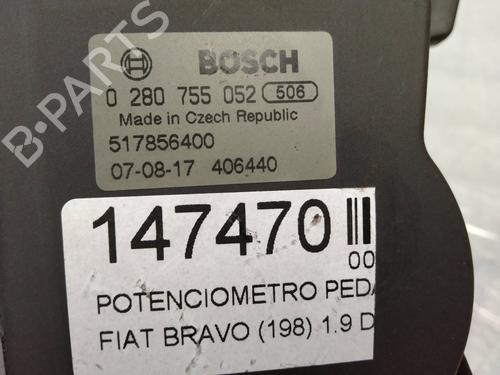 BOSCH
0 280 755 052 506
Made in Czech Republic
517856400
07-08-17 406440
147470
00
POTENCIOMETRO PEDA
FIAT BRAVO (198) 1.9 D
B-PARTS